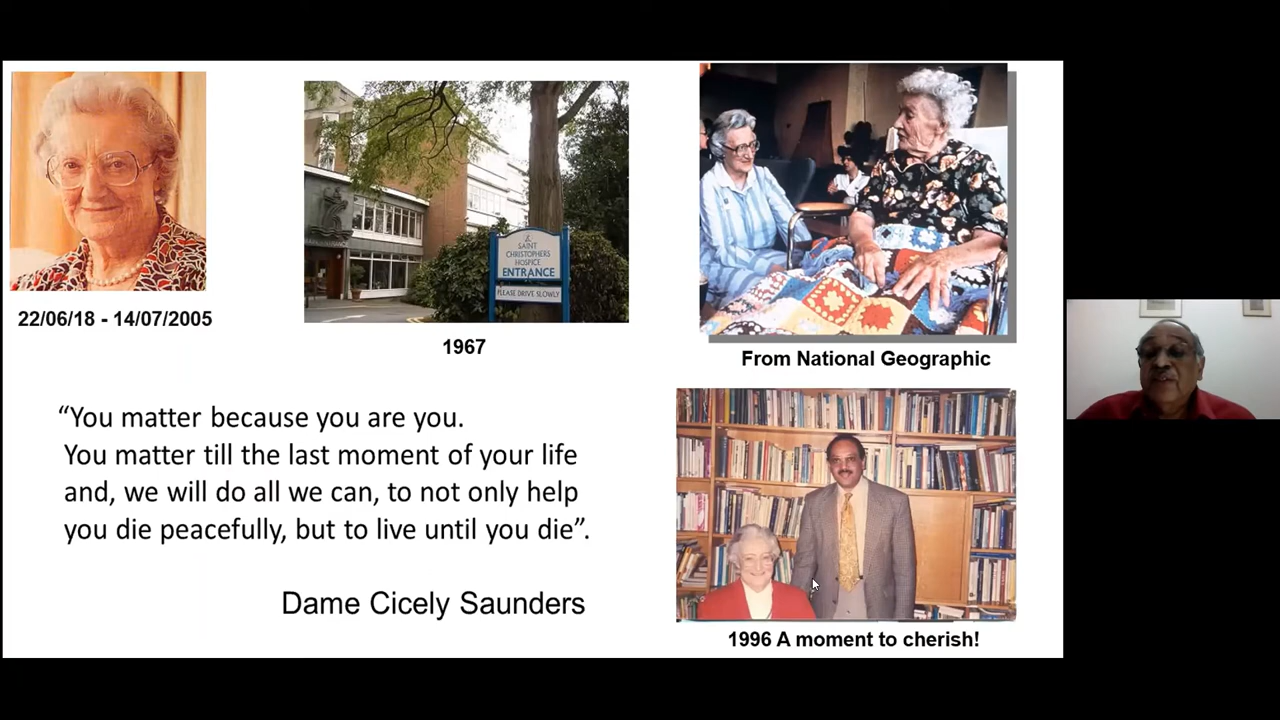 22/06/18 - 14/07/2005
SAINT
CHRISTOPHERS
HOSPICE
ENTRANCE
PLEASE DRIVE SLOWLY
1967
From National Geographic
“You matter because you are you.
You matter till the last moment of your life
and, we will do all we can, to not only help
you die peacefully, but to live until you die”.
Dame Cicely Saunders
1996 A moment to cherish!